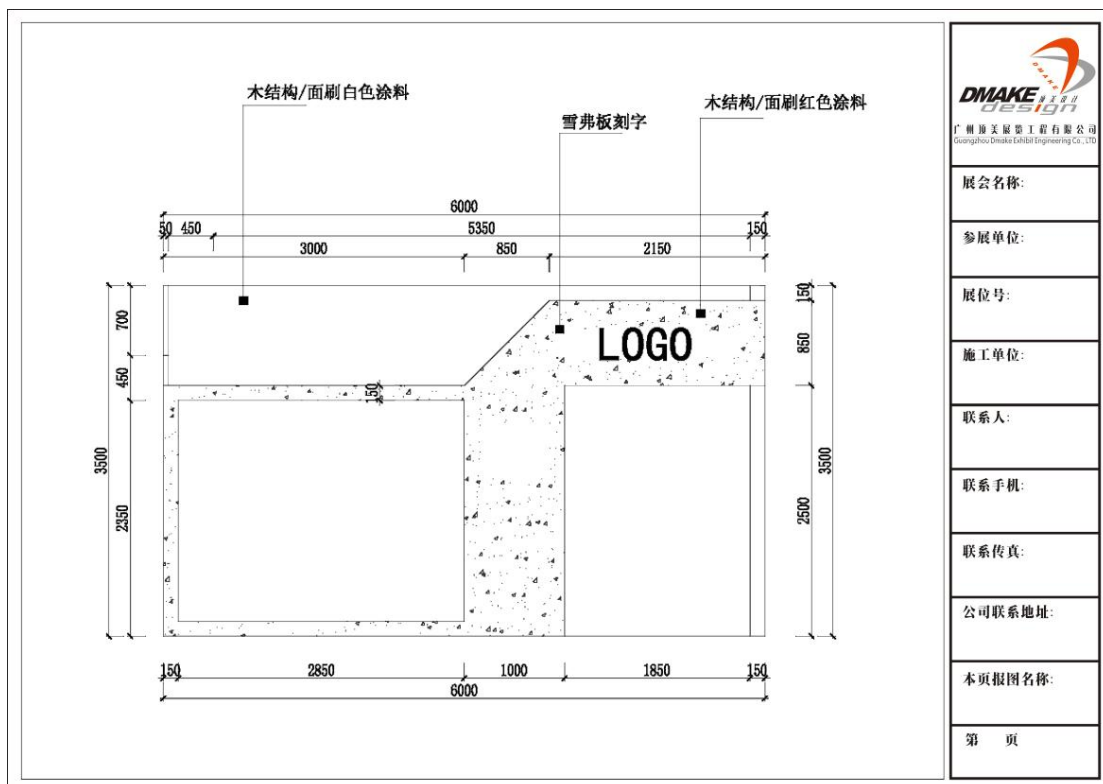 木结构/面刷白色涂料
木结构/面刷红色涂料
雪弗板刻字
6000
50 450 5350 150
3000 850 2150
700
450
2350
3500
150
LOGO
150
850
2500
3500
150 2850 1000 1850 150
6000
DMAKE
DMAKE 顶美设计
design
广州顶美展览工程有限公司
Guangzhou Dmake Exhibit Engineering Co., LTD
展会名称:
参展单位:
展位号:
施工单位:
联系人:
联系手机:
联系传真:
公司联系地址:
本页报图名称:
第 页